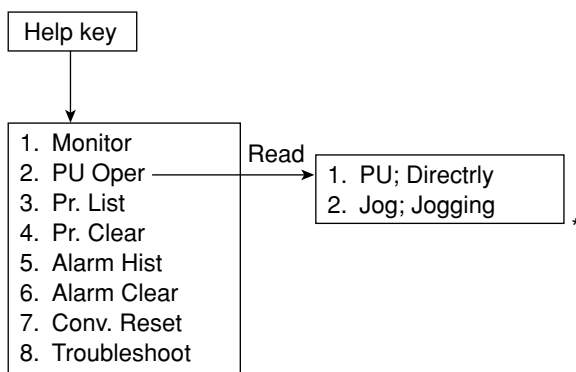 Help key
1. Monitor
2. PU Oper
3. Pr. List
4. Pr. Clear
5. Alarm Hist
6. Alarm Clear
7. Conv. Reset
8. Troubleshoot
Read
1. PU; Directrly
2. Jog; Jogging
*